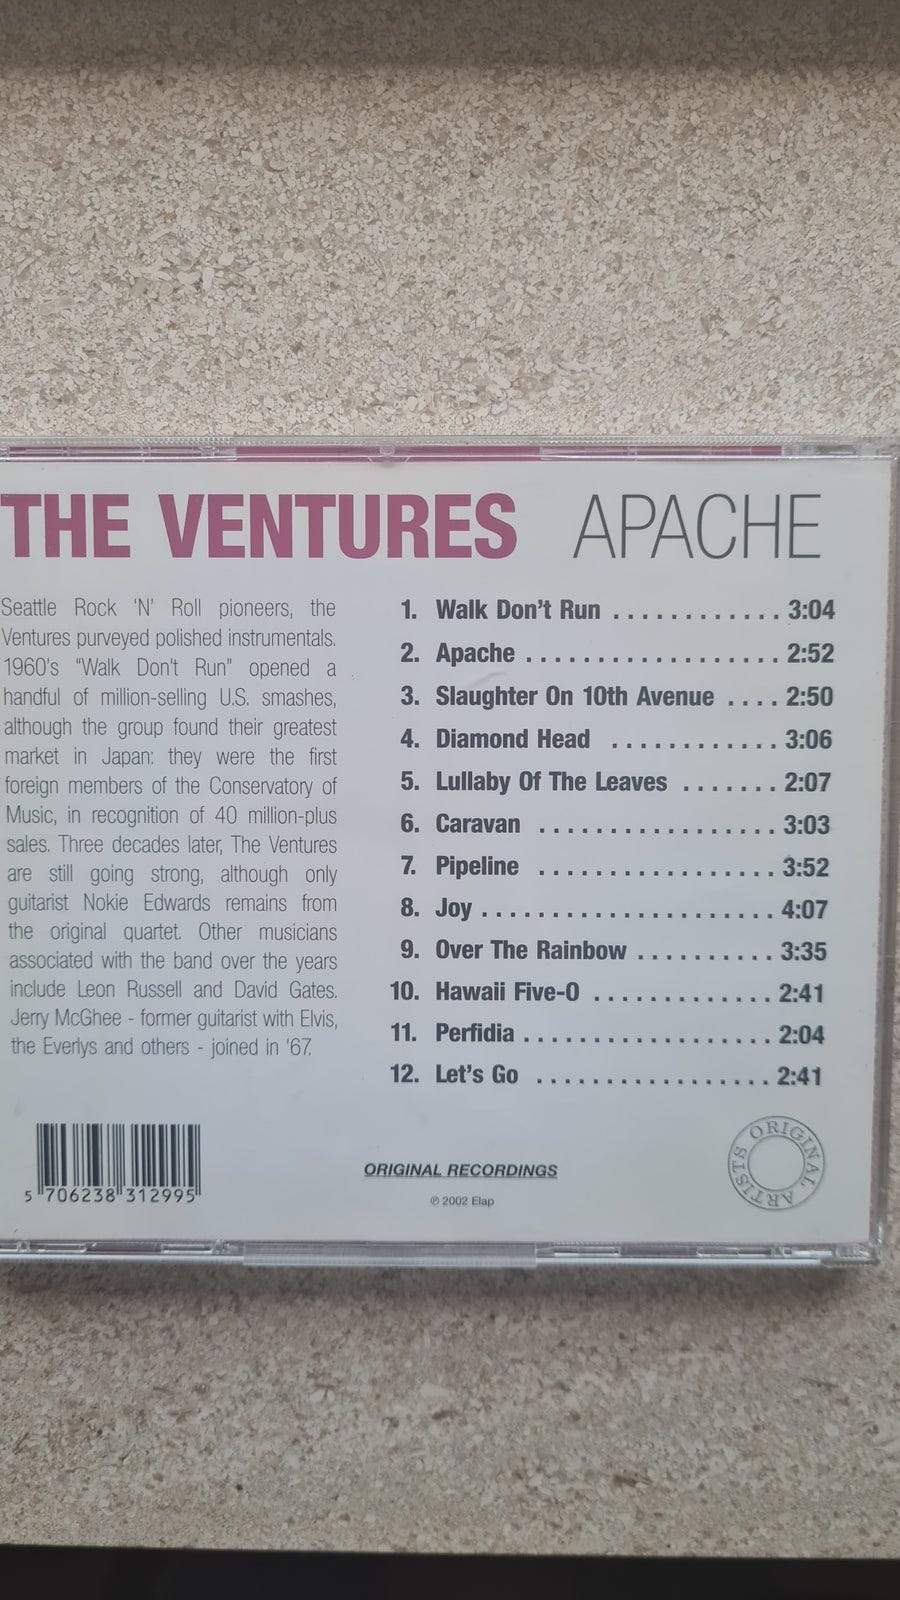 THE VENTURES APACHE
Seattle Rock 'N' Roll pioneers, the
Ventures purveyed polished instrumentals.
1960's "Walk Don't Run" opened a
handful of million-selling U.S. smashes,
although the group found their greatest
market in Japan: they were the first
foreign members of the Conservatory of
Music, in recognition of 40 million-plus
sales. Three decades later, The Ventures
are still going strong, although only
guitarist Nokie Edwards remains from
the original quartet. Other musicians
associated with the band over the years
include Leon Russell and David Gates.
Jerry McGhee - former guitarist with Elvis,
the Everlys and others - joined in '67.
1. Walk Don't Run ............ 3:04
2. Apache ................... 2:52
3. Slaughter On 10th Avenue .... 2:50
4. Diamond Head ............ 3:06
5. Lullaby Of The Leaves ....... 2:07
6. Caravan ................. 3:03
7. Pipeline ................. 3:52
8. Joy ...................... 4:07
9. Over The Rainbow .......... 3:35
10. Hawaii Five-O ............. 2:41
11. Perfidia .................. 2:04
12. Let's Go ................. 2:41
5 706238 312995
ORIGINAL RECORDINGS
℗ 2002 Elap
ORIGINAL ARTISTS